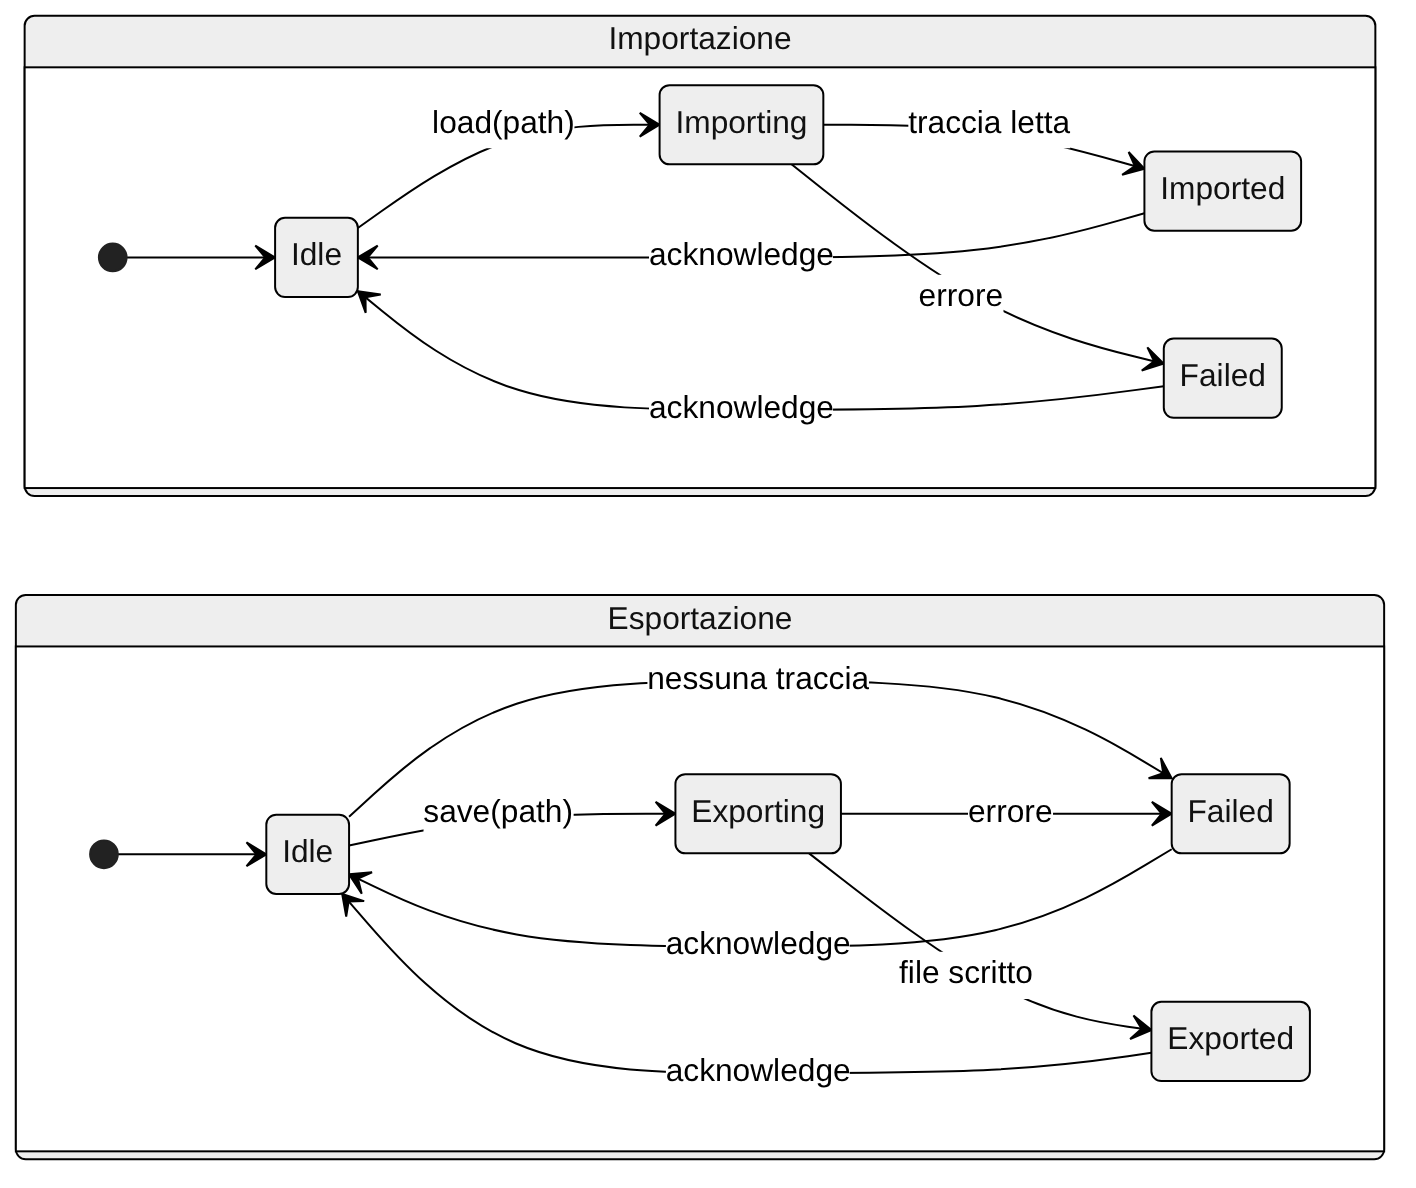 Importazione
load(path)
Importing
traccia letta
Imported
Idle
acknowledge
errore
Failed
acknowledge
Esportazione
nessuna traccia
save(path)
Exporting
errore
Failed
Idle
acknowledge
file scritto
Exported
acknowledge